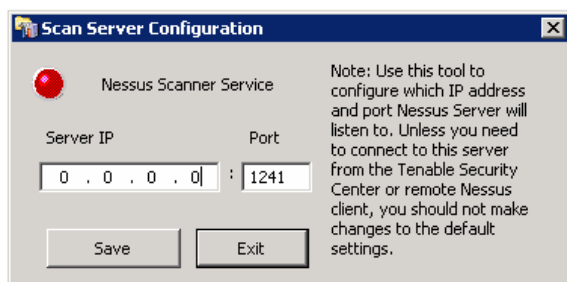 Scan Server Configuration
Nessus Scanner Service
Server IP Port
0 . 0 . 0 . 0 : 1241
Save Exit
Note: Use this tool to
configure which IP address
and port Nessus Server will
listen to. Unless you need
to connect to this server
from the Tenable Security
Center or remote Nessus
client, you should not make
changes to the default
settings.